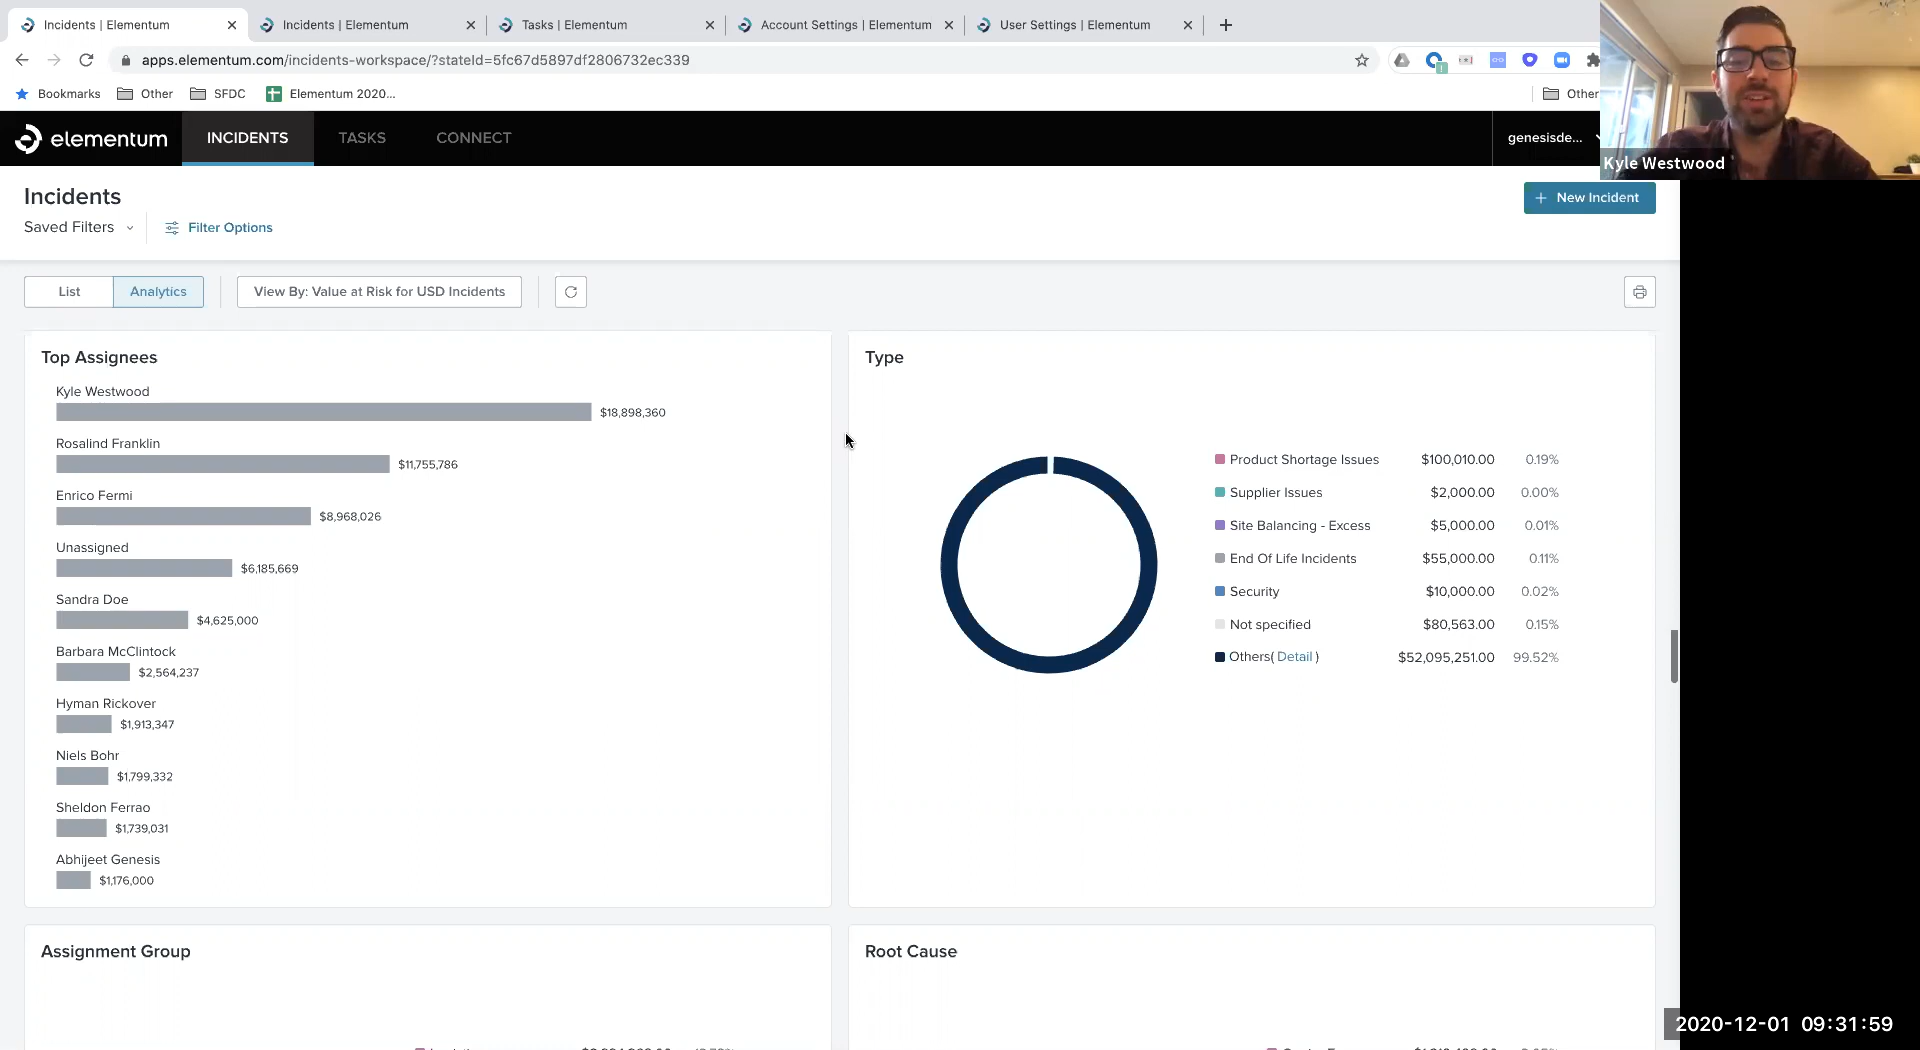 Incidents | Elementum
Incidents | Elementum
Tasks | Elementum
Account Settings | Elementum
User Settings | Elementum
apps.elementum.com/incidents-workspace/?stateId=5fc67d5897df2806732ec339
Bookmarks
Other
SFDC
Elementum 2020...
Other
elementum
INCIDENTS
TASKS
CONNECT
genesisde...
Kyle Westwood
Incidents
Saved Filters
Filter Options
+ New Incident
List
Analytics
View By: Value at Risk for USD Incidents
Top Assignees
Kyle Westwood
$18,898,360
Rosalind Franklin
$11,755,786
Enrico Fermi
$8,968,026
Unassigned
$6,185,669
Sandra Doe
$4,625,000
Barbara McClintock
$2,564,237
Hyman Rickover
$1,913,347
Niels Bohr
$1,799,332
Sheldon Ferrao
$1,739,031
Abhijeet Genesis
$1,176,000
Type
Product Shortage Issues $100,010.00 0.19%
Supplier Issues $2,000.00 0.00%
Site Balancing - Excess $5,000.00 0.01%
End Of Life Incidents $55,000.00 0.11%
Security $10,000.00 0.02%
Not specified $80,563.00 0.15%
Others( Detail ) $52,095,251.00 99.52%
Assignment Group
Root Cause
2020-12-01 09:31:59